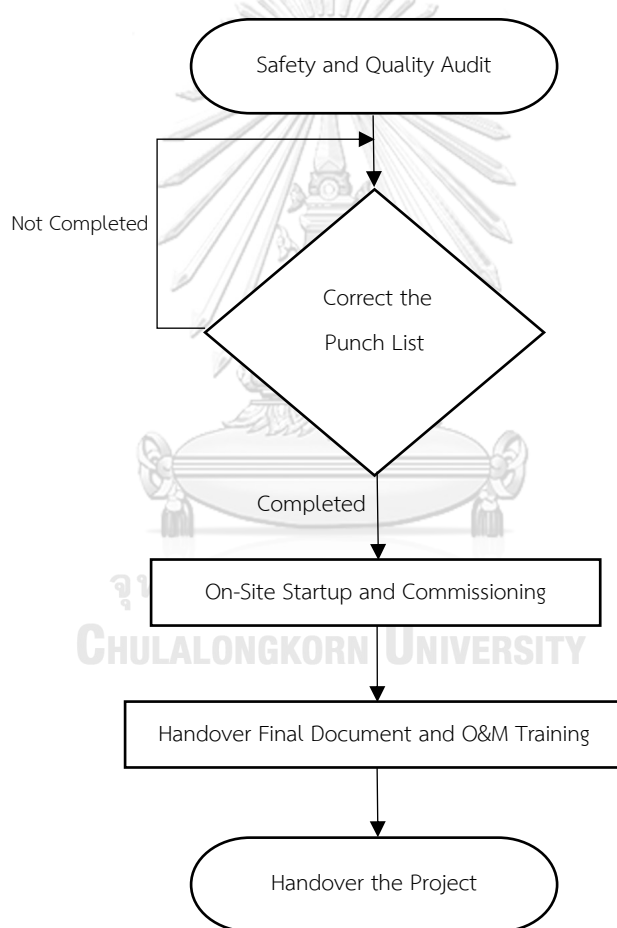 Safety and Quality Audit
Not Completed
Correct the
Punch List
Completed
On-Site Startup and Commissioning
CHULALONGKORN UNIVERSITY
Handover Final Document and O&M Training
Handover the Project